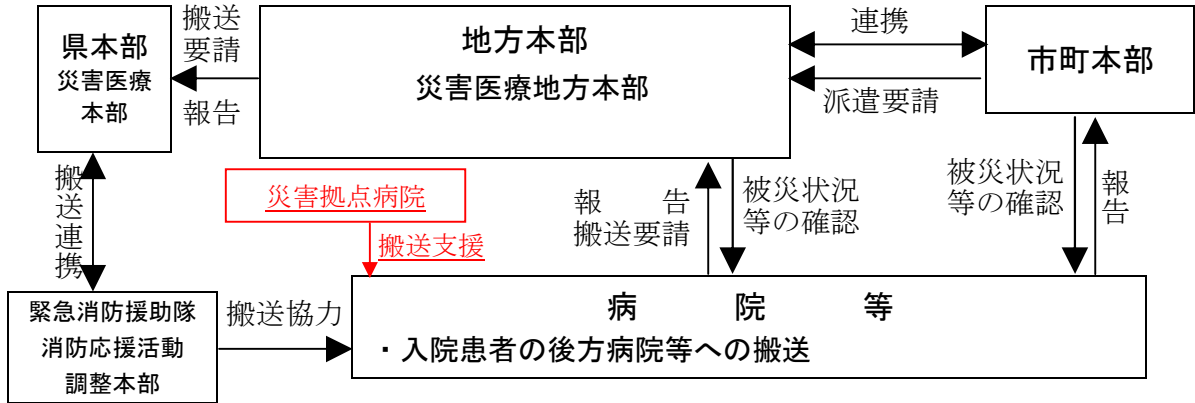 県本部
災害医療
本部
搬送
要請
報告
地方本部
災害医療地方本部
連携
派遣要請
市町本部
搬送連携
災害拠点病院
搬送支援
報　　告
搬送要請
被災状況
等の確認
被災状況
等の確認
報告
緊急消防援助隊
消防応援活動
調整本部
搬送協力
病　　院　　等
・入院患者の後方病院等への搬送